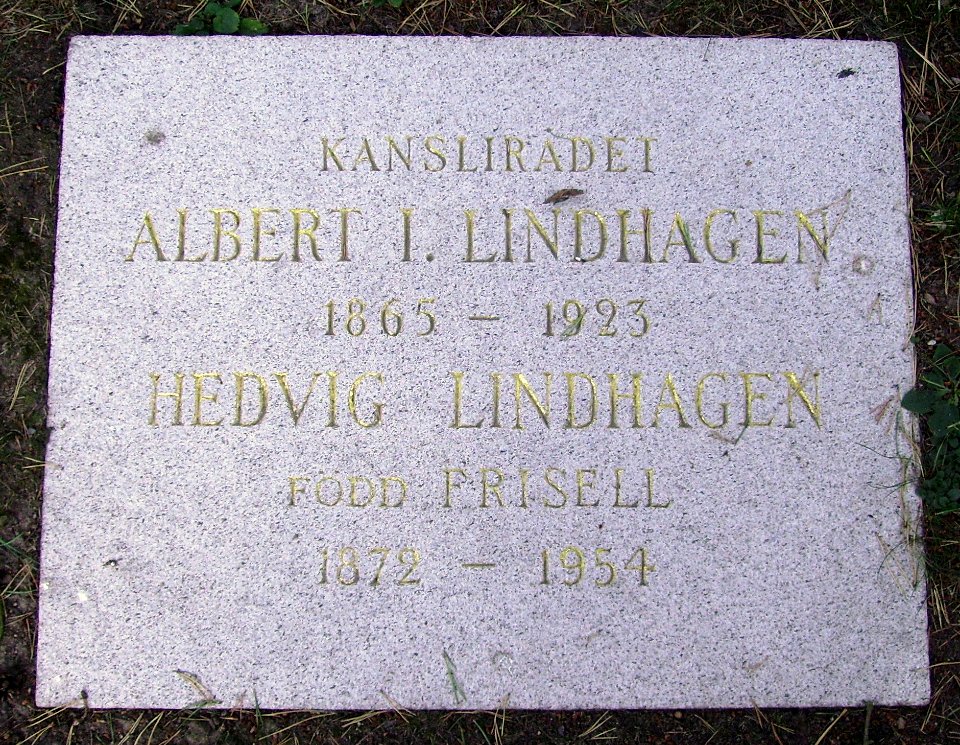 KANSLIRÅDET
ALBERT I. LINDHAGEN
1865 – 1923
HEDVIG LINDHAGEN
FÖDD FRISELL
1872 – 1954